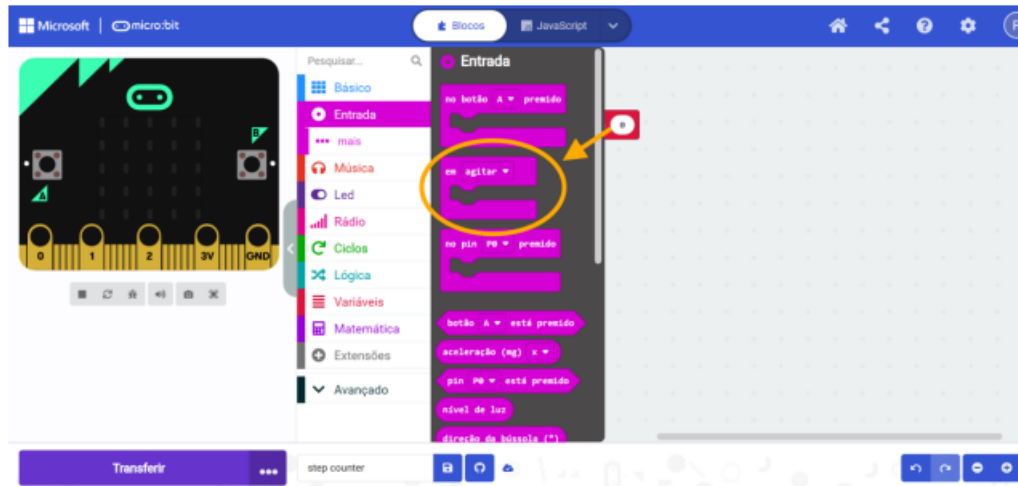 Microsoft | micro:bit
Blocos
JavaScript
Pesquisar...
Básico
Entrada
mais
Música
Led
Rádio
Ciclos
Lógica
Variáveis
Matemática
Extensões
Avançado
Entrada
no botão A premido
em agitar
no pin P0 premido
botão A está premido
aceleração (mg) x
pin P0 está premido
nível de luz
direção da bússola (°)
A
B
0 1 2 3V GND
Transferir
step counter